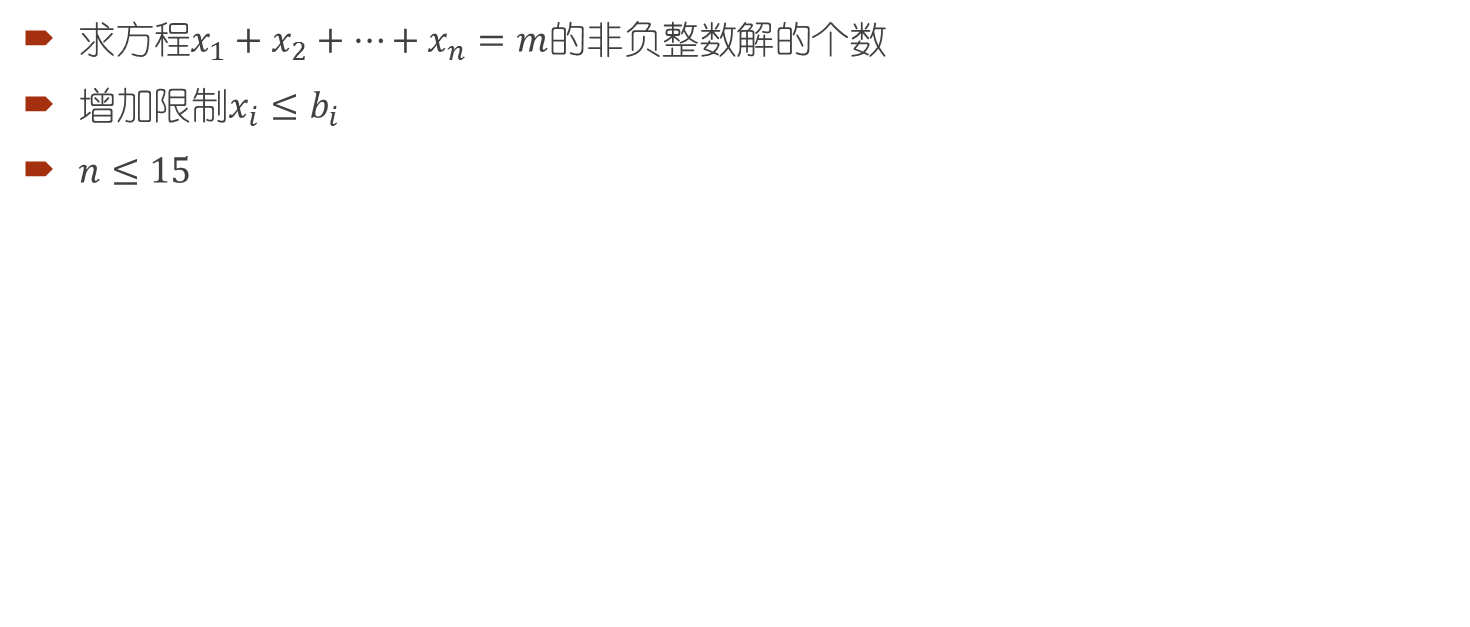 求方程x₁ + x₂ + ⋯ + xₙ = m的非负整数解的个数
增加限制xᵢ ≤ bᵢ
n ≤ 15